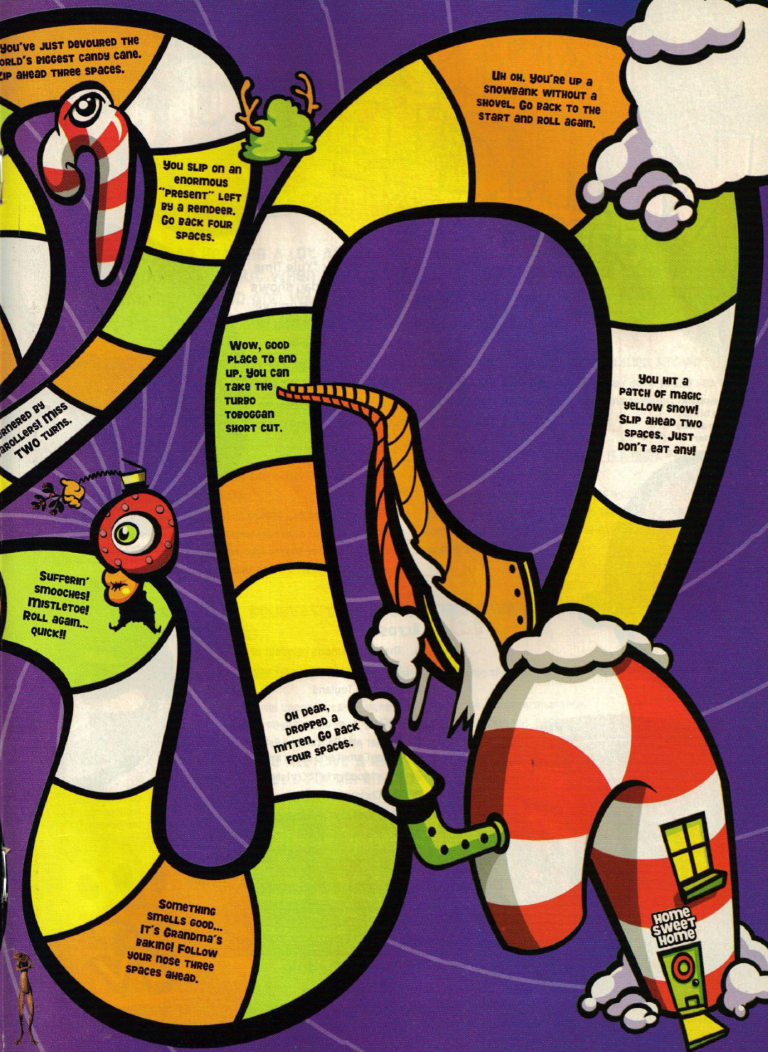 YOU'VE JUST DEVOURED THE
WORLD'S BIGGEST CANDY CANE.
ZIP AHEAD THREE SPACES.
UH OH. YOU'RE UP A
SNOWBANK WITHOUT A
SHOVEL. GO BACK TO THE
START AND ROLL AGAIN.
YOU SLIP ON AN
ENORMOUS
"PRESENT" LEFT
BY A REINDEER.
GO BACK FOUR
SPACES.
WOW, GOOD
PLACE TO END
UP. YOU CAN
TAKE THE
TURBO
TOBOGGAN
SHORT CUT.
YOU HIT A
PATCH OF MAGIC
YELLOW SNOW!
SLIP AHEAD TWO
SPACES. JUST
DON'T EAT ANY!
RNERED BY
AROLLERS! MISS
TWO TURNS.
SUFFERIN'
SMOOCHES!
MISTLETOE!
ROLL AGAIN...
QUICK!!
OH DEAR,
DROPPED A
MITTEN. GO BACK
FOUR SPACES.
SOMETHING
SMELLS GOOD...
IT'S GRANDMA'S
BAKING! FOLLOW
YOUR NOSE THREE
SPACES AHEAD.
HOME
SWEET
HOME